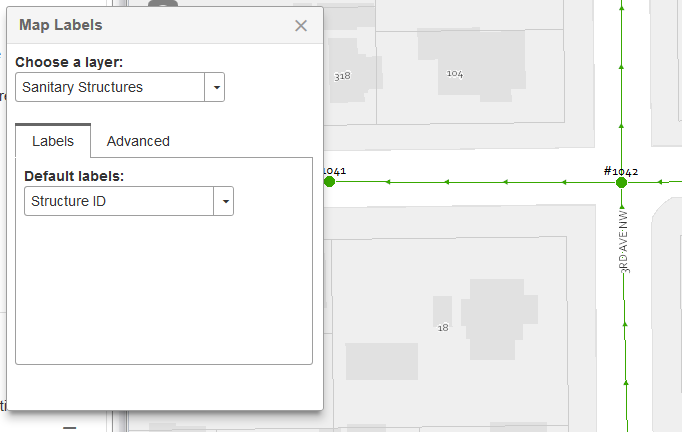 Map Labels
Choose a layer:
Sanitary Structures
Labels
Advanced
Default labels:
Structure ID
318
104
1041
#1042
3RD AVE NW
18